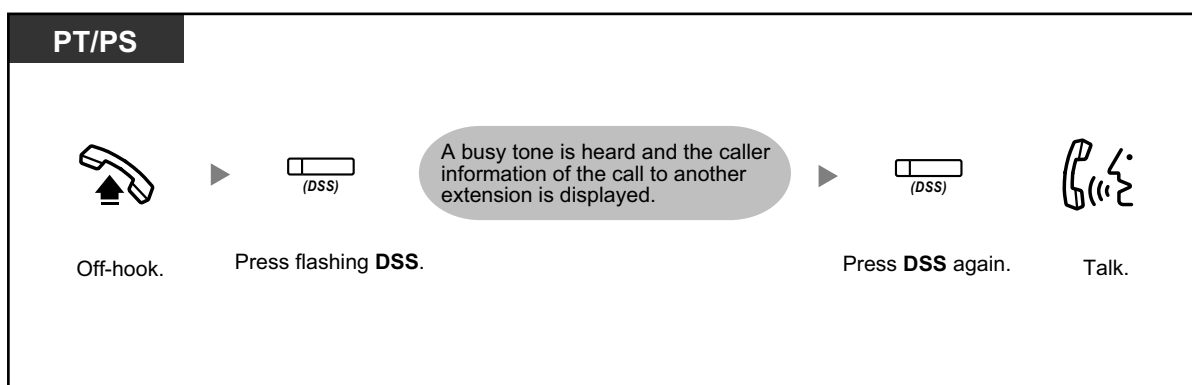 PT/PS
(DSS)
A busy tone is heard and the caller
information of the call to another
extension is displayed.
(DSS)
Off-hook.
Press flashing DSS.
Press DSS again.
Talk.